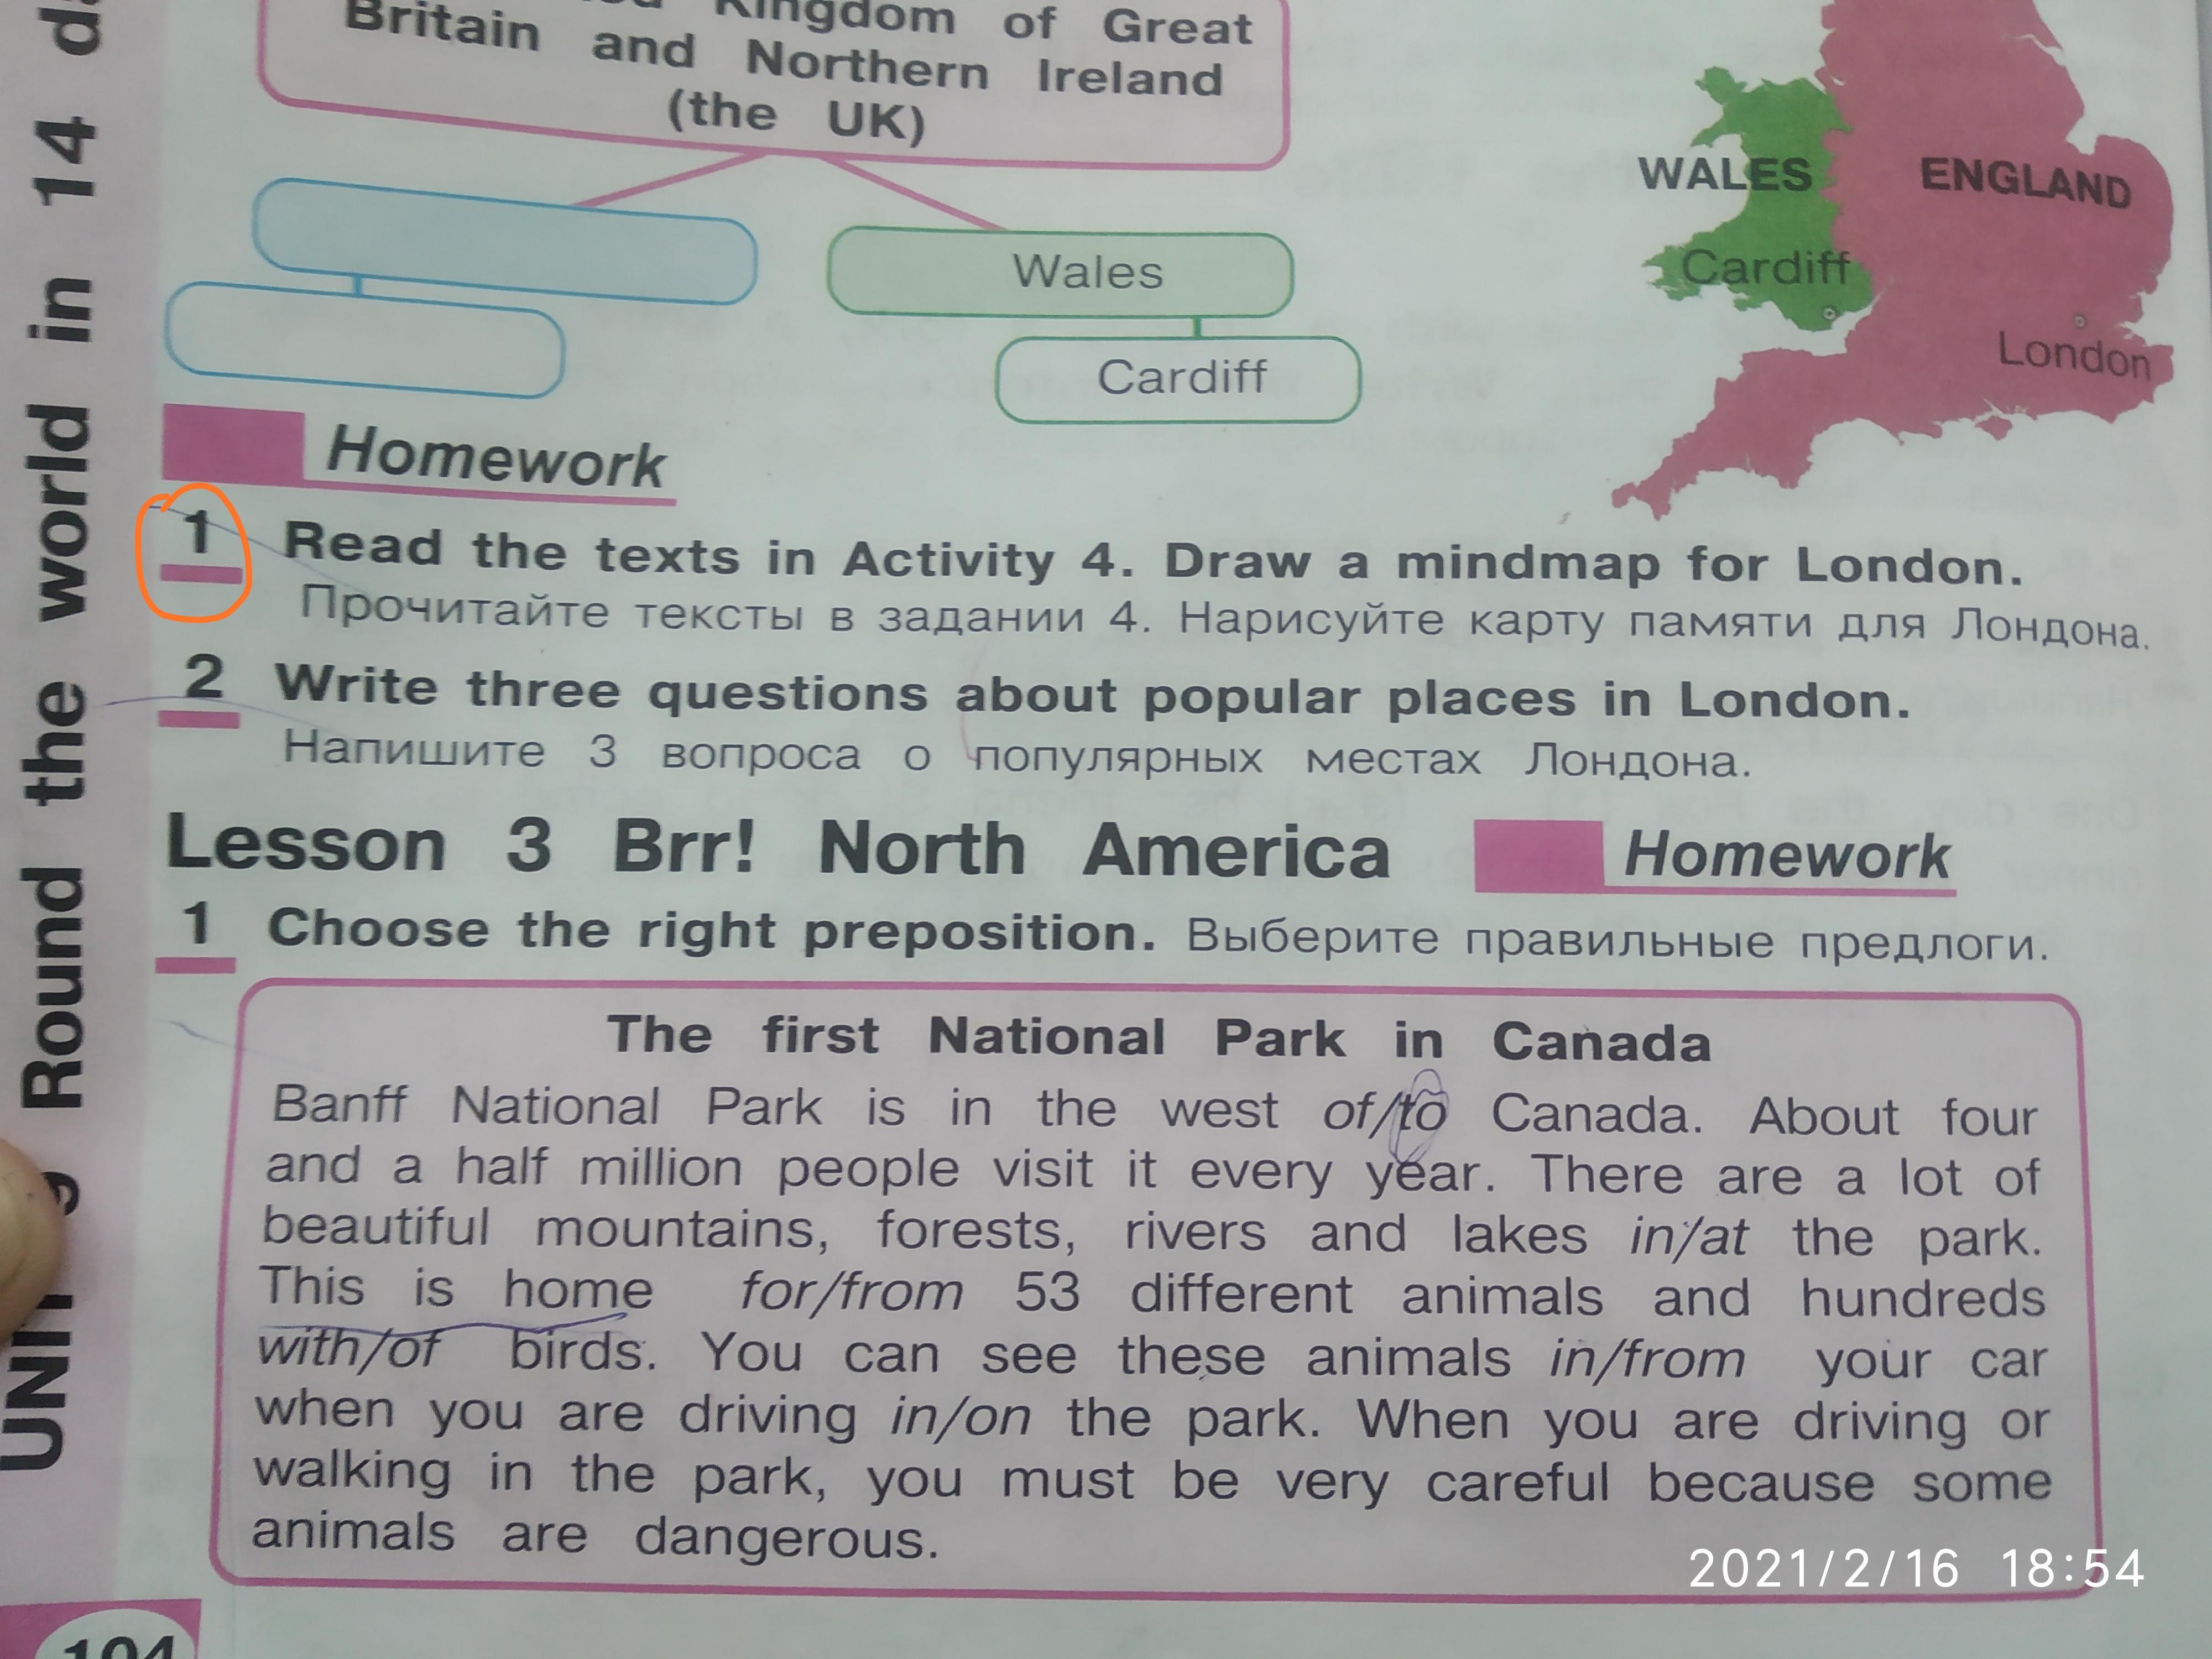 Kingdom of Great
Britain and Northern Ireland
(the UK)
WALES
ENGLAND
Wales
Cardiff
Cardiff
London
Homework
1 Read the texts in Activity 4. Draw a mindmap for London.
Прочитайте тексты в задании 4. Нарисуйте карту памяти для Лондона.
2 Write three questions about popular places in London.
Напишите 3 вопроса о популярных местах Лондона.
Lesson 3 Brr! North America Homework
1 Choose the right preposition. Выберите правильные предлоги.
The first National Park in Canada
Banff National Park is in the west of/to Canada. About four
and a half million people visit it every year. There are a lot of
beautiful mountains, forests, rivers and lakes in/at the park.
This is home for/from 53 different animals and hundreds
with/of birds. You can see these animals in/from your car
when you are driving in/on the park. When you are driving or
walking in the park, you must be very careful because some
animals are dangerous.
Round the world in 14
UNIT
104
2021/2/16 18:54